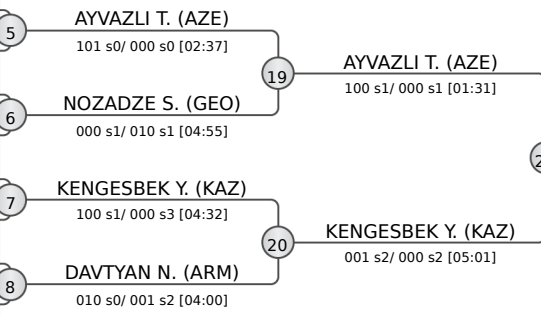 5
AYVAZLI T. (AZE)
101 s0/ 000 s0 [02:37]
19
AYVAZLI T. (AZE)
100 s1/ 000 s1 [01:31]
6
NOZADZE S. (GEO)
000 s1/ 010 s1 [04:55]
2
7
KENGESBEK Y. (KAZ)
100 s1/ 000 s3 [04:32]
20
KENGESBEK Y. (KAZ)
001 s2/ 000 s2 [05:01]
8
DAVTYAN N. (ARM)
010 s0/ 001 s2 [04:00]